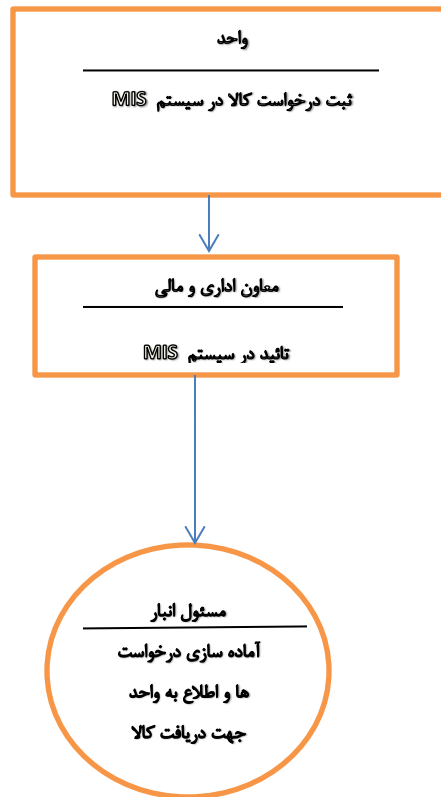 واحد
ثبت درخواست کالا در سیستم MIS
معاون اداری و مالی
تائید در سیستم MIS
مسئول انبار
آماده سازی درخواست
ها و اطلاع به واحد
جهت دریافت کالا